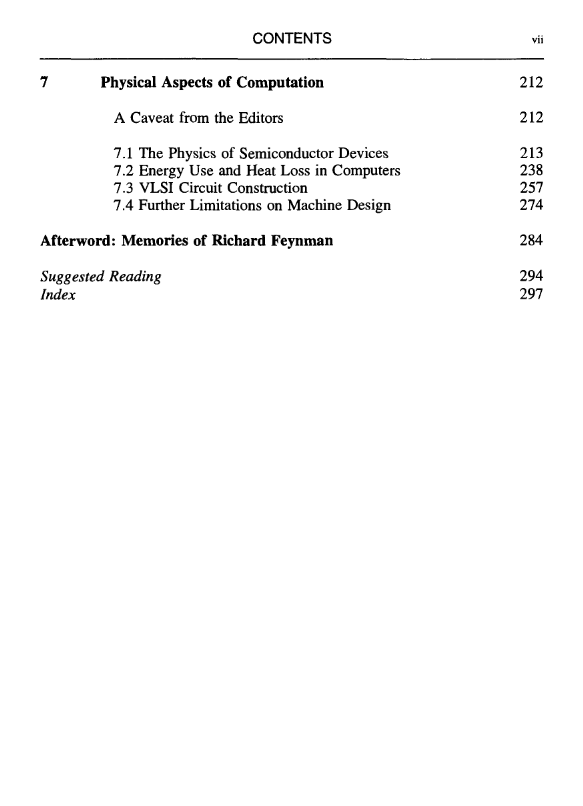 CONTENTS vii
7 Physical Aspects of Computation 212
A Caveat from the Editors 212
7.1 The Physics of Semiconductor Devices 213
7.2 Energy Use and Heat Loss in Computers 238
7.3 VLSI Circuit Construction 257
7.4 Further Limitations on Machine Design 274
Afterword: Memories of Richard Feynman 284
Suggested Reading 294
Index 297